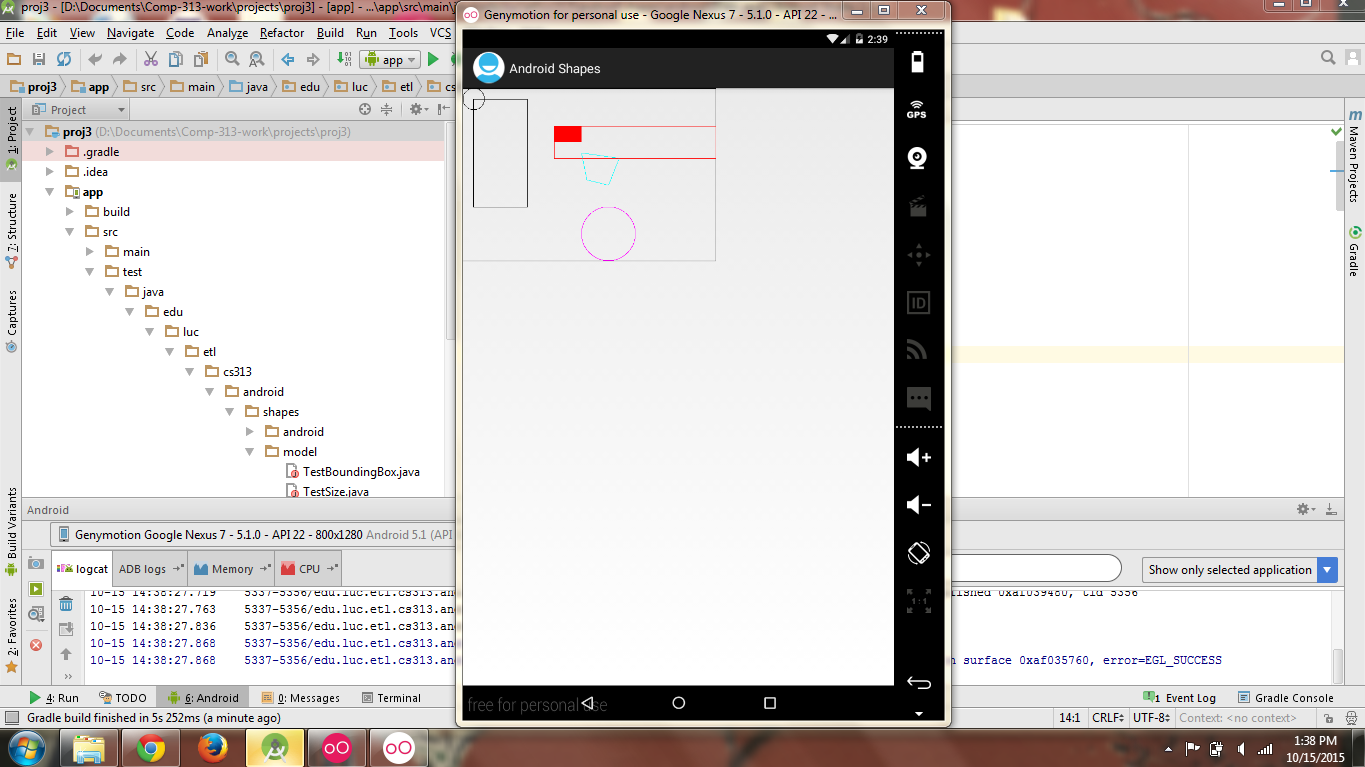 proj3 - [D:\Documents\Comp-313-work\projects\proj3] - [app] - ...\app\src\main\
File Edit View Navigate Code Analyze Refactor Build Run Tools VCS
app
proj3 app src main java edu luc etl cs
Project
proj3 (D:\Documents\Comp-313-work\projects\proj3)
.gradle
.idea
app
build
src
main
test
java
edu
luc
etl
cs313
android
shapes
android
model
TestBoundingBox.java
TestSize.java
1: Project
7: Structure
Captures
Build Variants
2: Favorites
Genymotion for personal use - Google Nexus 7 - 5.1.0 - API 22 - ...
2:39
Android Shapes
GPS
ID
1:1
free for personal use
Maven Projects
Gradle
Android
Genymotion Google Nexus 7 - 5.1.0 - API 22 - 800x1280 Android 5.1 (API
logcat ADB logs Memory CPU
Show only selected application
10-15 14:38:27.719 5337-5356/edu.luc.etl.cs313.an
10-15 14:38:27.763 5337-5356/edu.luc.etl.cs313.an
10-15 14:38:27.836 5337-5356/edu.luc.etl.cs313.an
10-15 14:38:27.868 5337-5356/edu.luc.etl.cs313.an
10-15 14:38:27.868 5337-5356/edu.luc.etl.cs313.an surface 0xaf035760, error=EGL_SUCCESS
4: Run TODO 6: Android 0: Messages Terminal 1 Event Log Gradle Console
Gradle build finished in 5s 252ms (a minute ago) 14:1 CRLF UTF-8 Context: <no context>
1:38 PM
10/15/2015